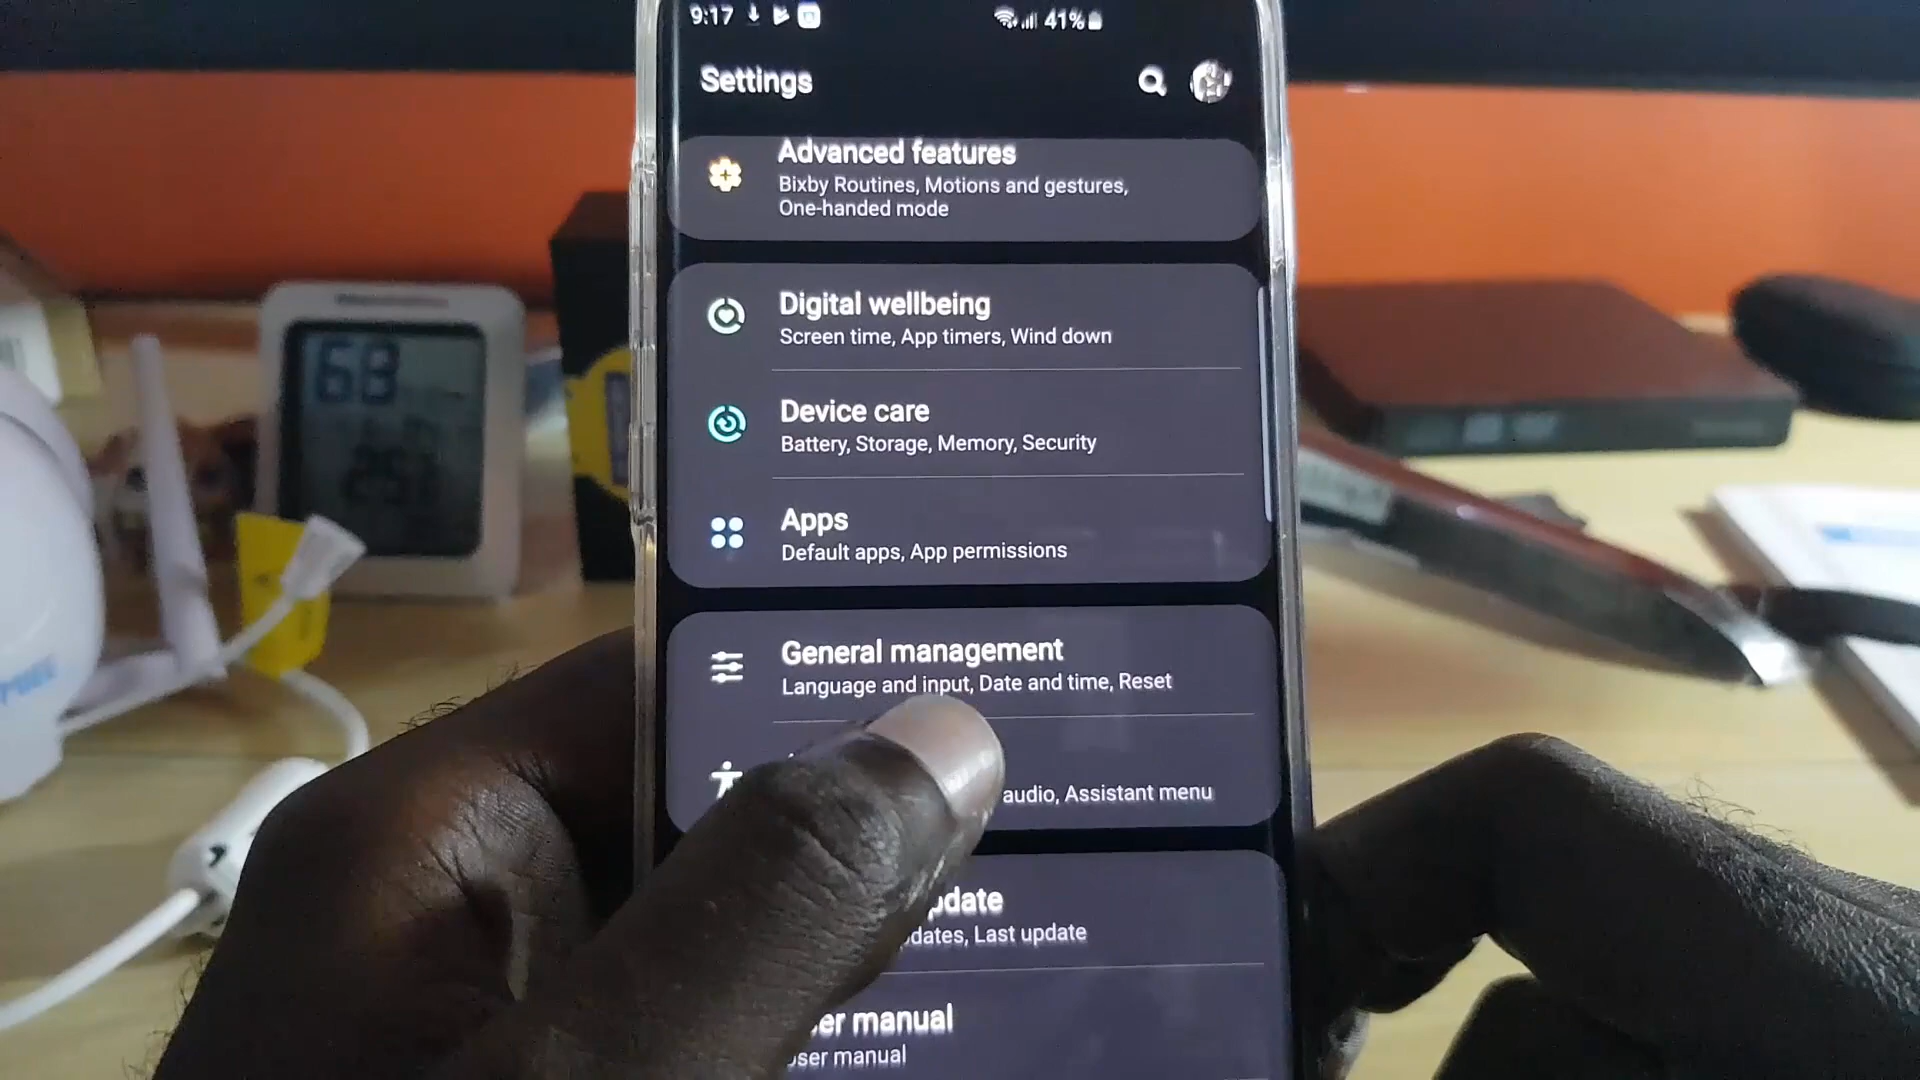 9:17
41%
Settings
Advanced features
Bixby Routines, Motions and gestures,
One-handed mode
Digital wellbeing
Screen time, App timers, Wind down
Device care
Battery, Storage, Memory, Security
Apps
Default apps, App permissions
General management
Language and input, Date and time, Reset
audio, Assistant menu
pdate
dates, Last update
er manual
ser manual
68